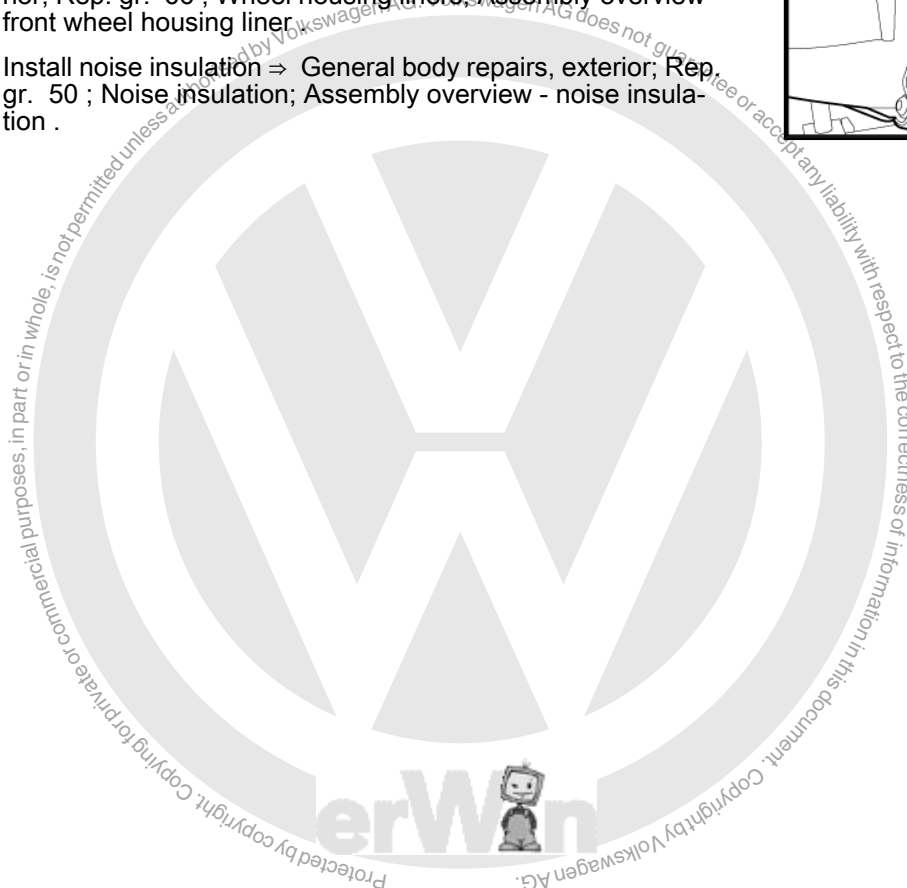 front wheel housing liner .
Install noise insulation ⇒ General body repairs, exterior; Rep.
gr. 50 ; Noise insulation; Assembly overview - noise insula-
tion .
Protected by copyright. Copying for private or commercial purposes, in part or in whole, is not permitted unless authorised by Volkswagen AG. Volkswagen AG does not guarantee or accept any liability with respect to the correctness of information in this document. Copyright by Volkswagen AG.
erWin